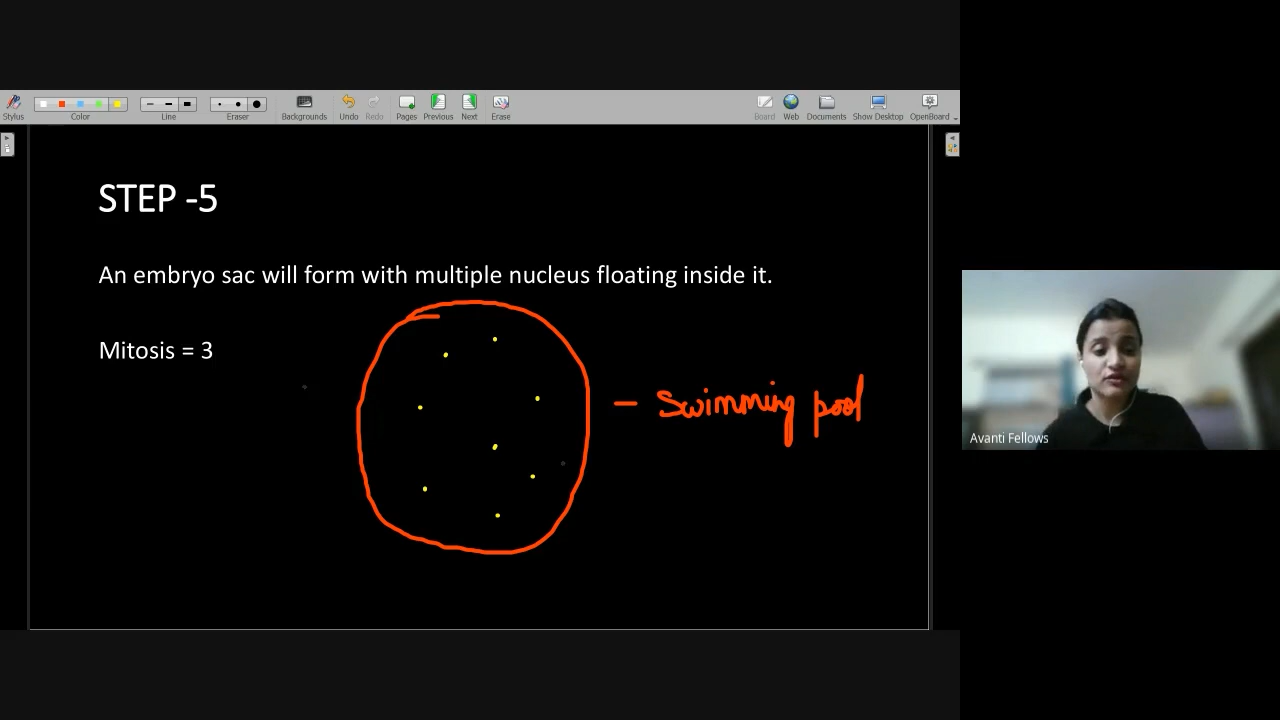 Stylus
Color
Line
Eraser
Backgrounds
Undo
Redo
Pages
Previous
Next
Erase
Board
Web
Documents
Show Desktop
OpenBoard
STEP -5
An embryo sac will form with multiple nucleus floating inside it.
Mitosis = 3
– Swimming pool
Avanti Fellows